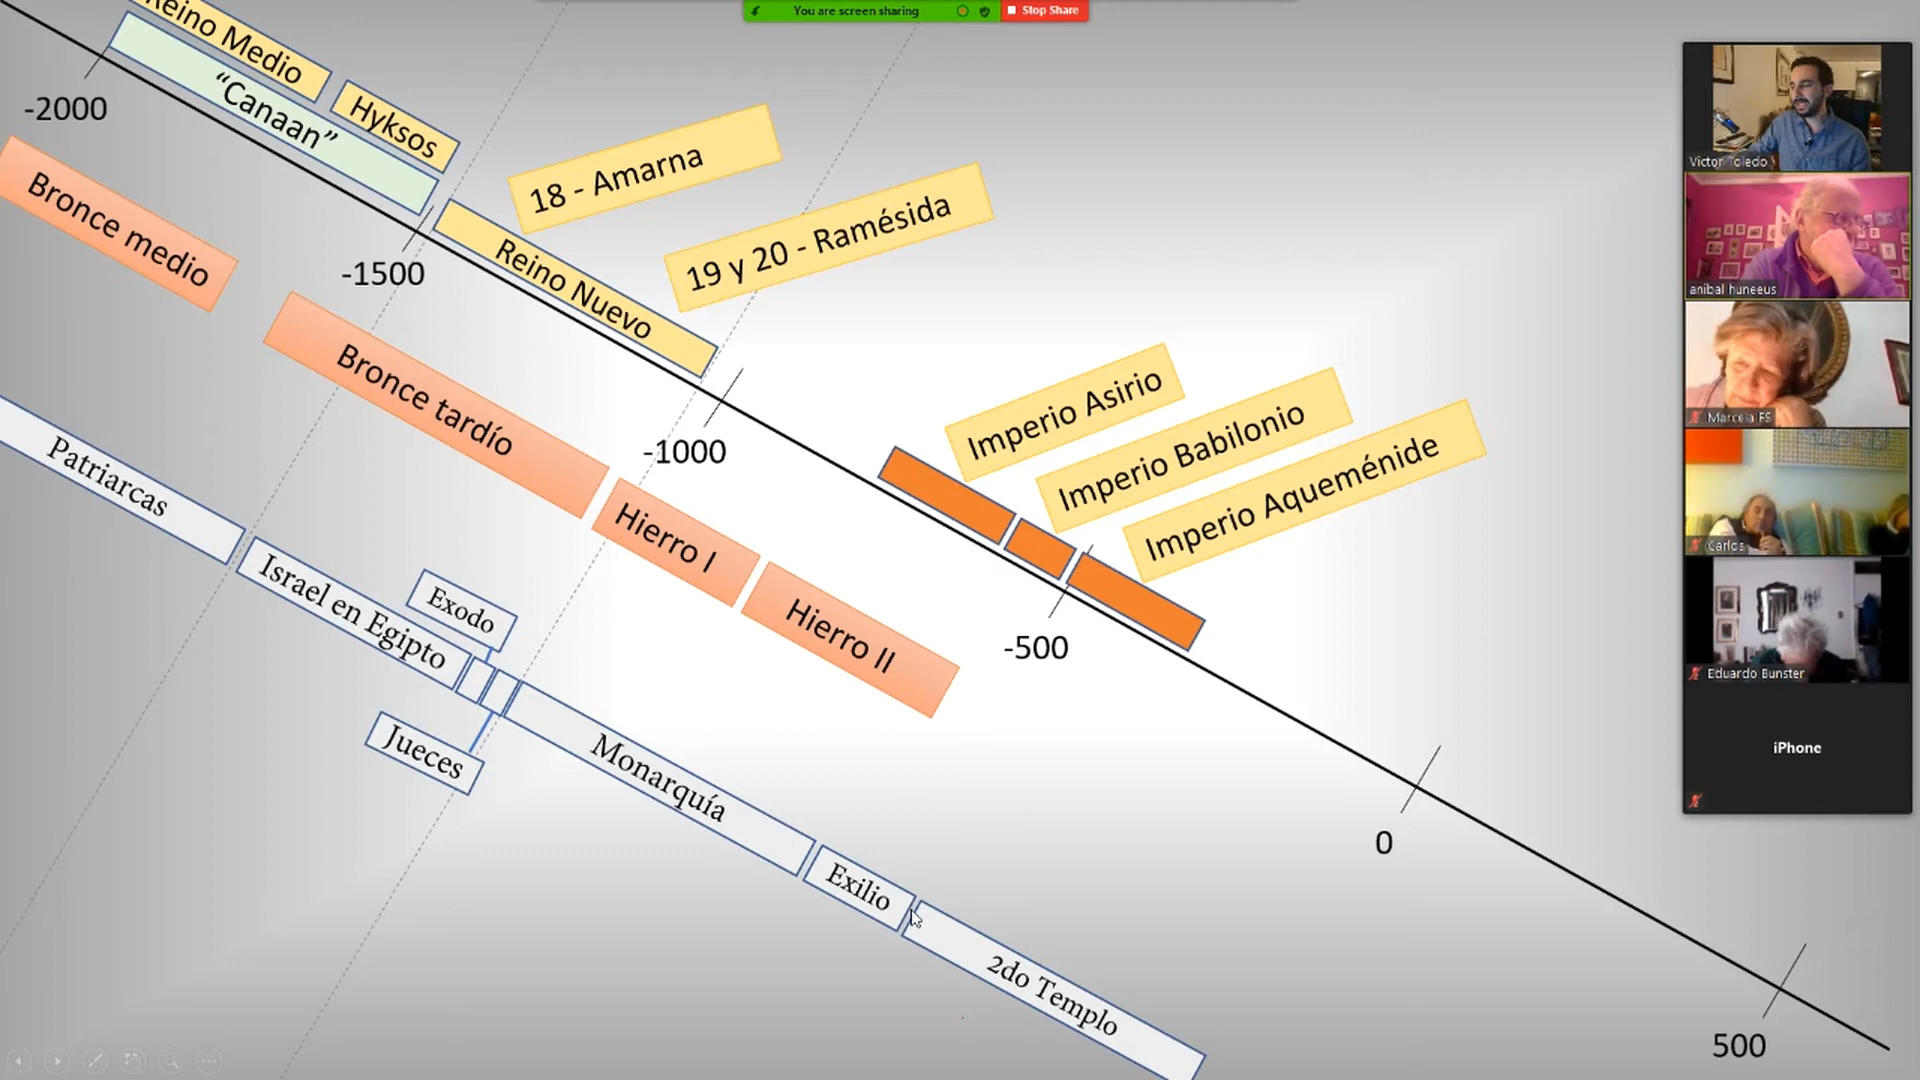 You are screen sharing
Stop Share
Reino Medio
"Canaan"
Hyksos
-2000
Bronce medio
18 - Amarna
19 y 20 - Ramésida
-1500
Reino Nuevo
Bronce tardío
-1000
Imperio Asirio
Imperio Babilonio
Imperio Aqueménide
Patriarcas
Hierro I
Israel en Egipto
Exodo
Hierro II
-500
Jueces
Monarquía
0
Exilio
2do Templo
500
Victor Toledo
anibal huneeus
Marcela FS
Carlos
Eduardo Bunster
iPhone